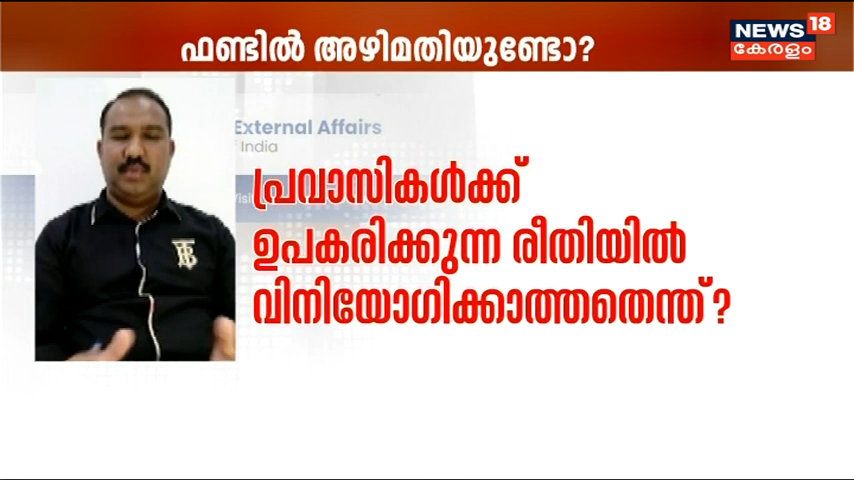 ഫണ്ടിൽ അഴിമതിയുണ്ടോ?
NEWS 18
കേരളം
External Affairs
India
പ്രവാസികൾക്ക്
ഉപകരിക്കുന്ന രീതിയിൽ
വിനിയോഗിക്കാത്തതെന്ത്?